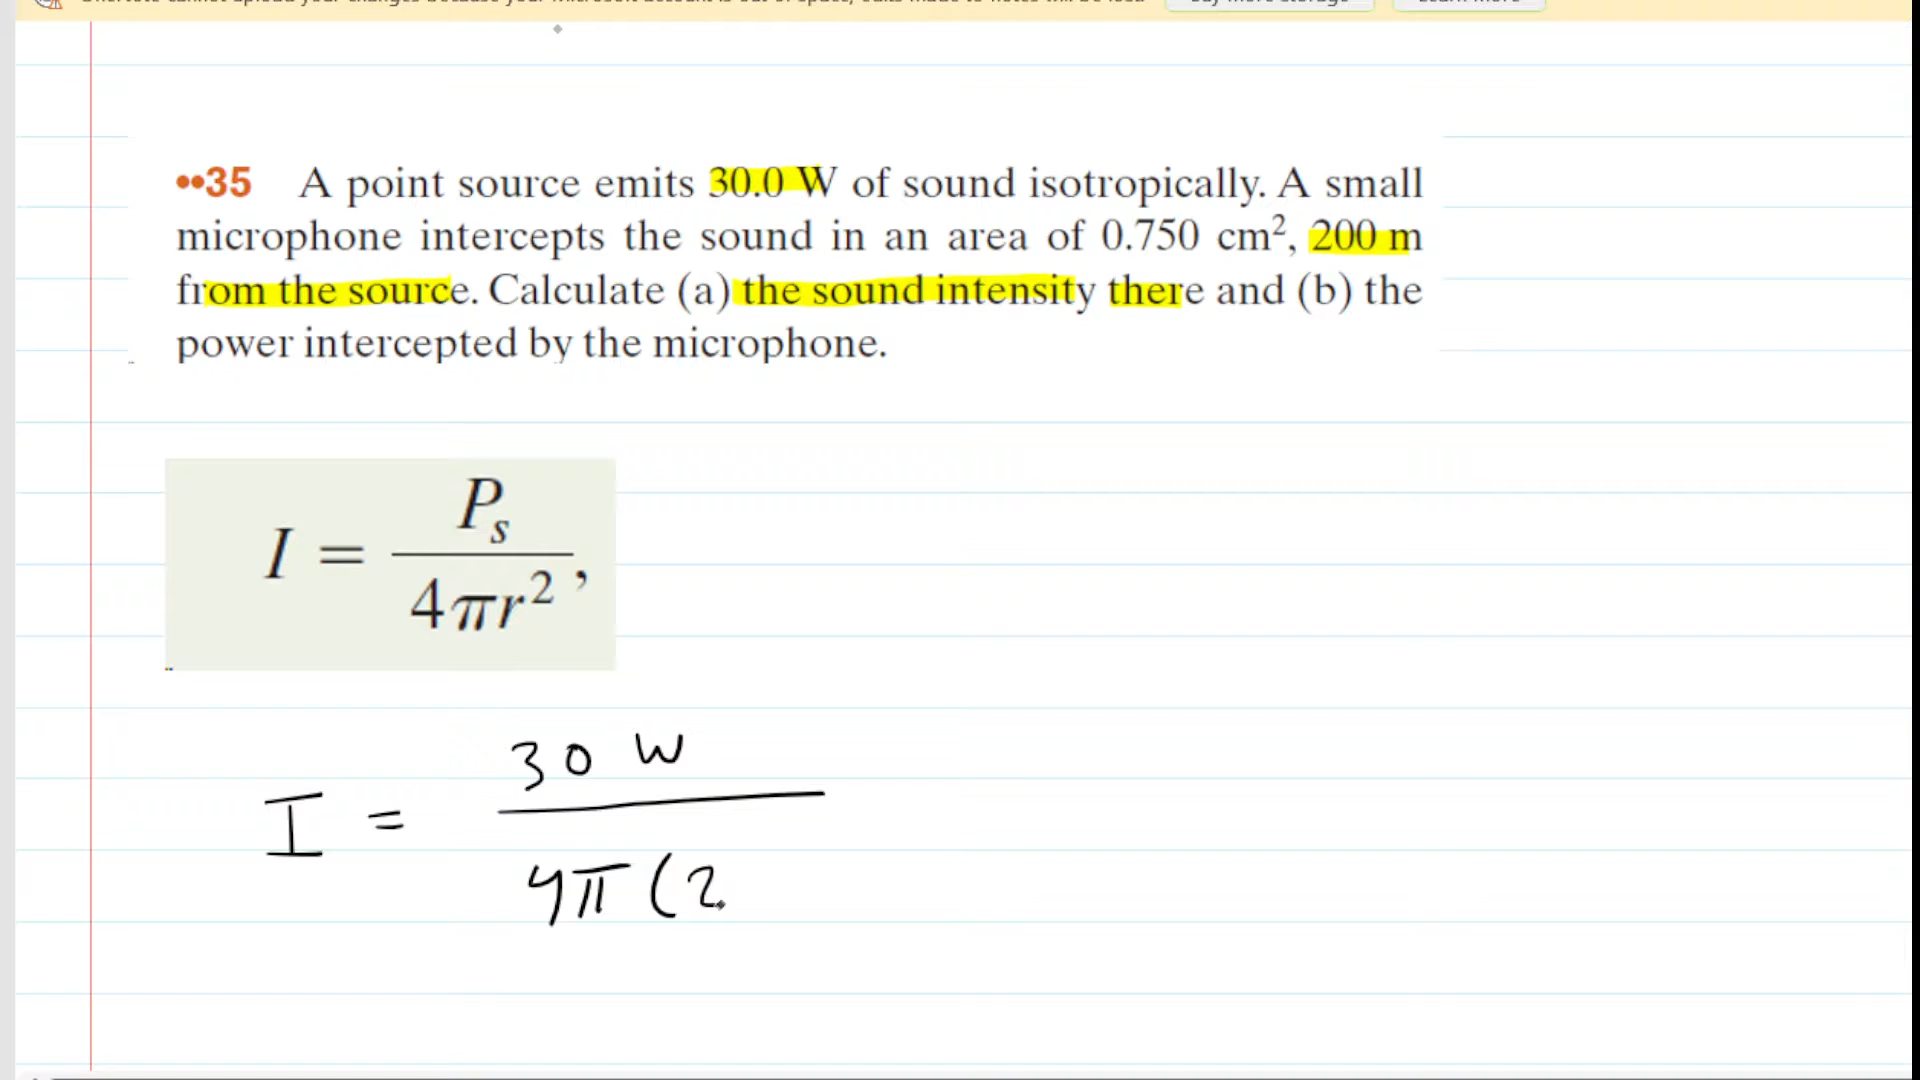 ••35 A point source emits 30.0 W of sound isotropically. A small
microphone intercepts the sound in an area of 0.750 cm², 200 m
from the source. Calculate (a) the sound intensity there and (b) the
power intercepted by the microphone.
I = Pₛ / 4πr² ,
I = 30 W / 4π (2